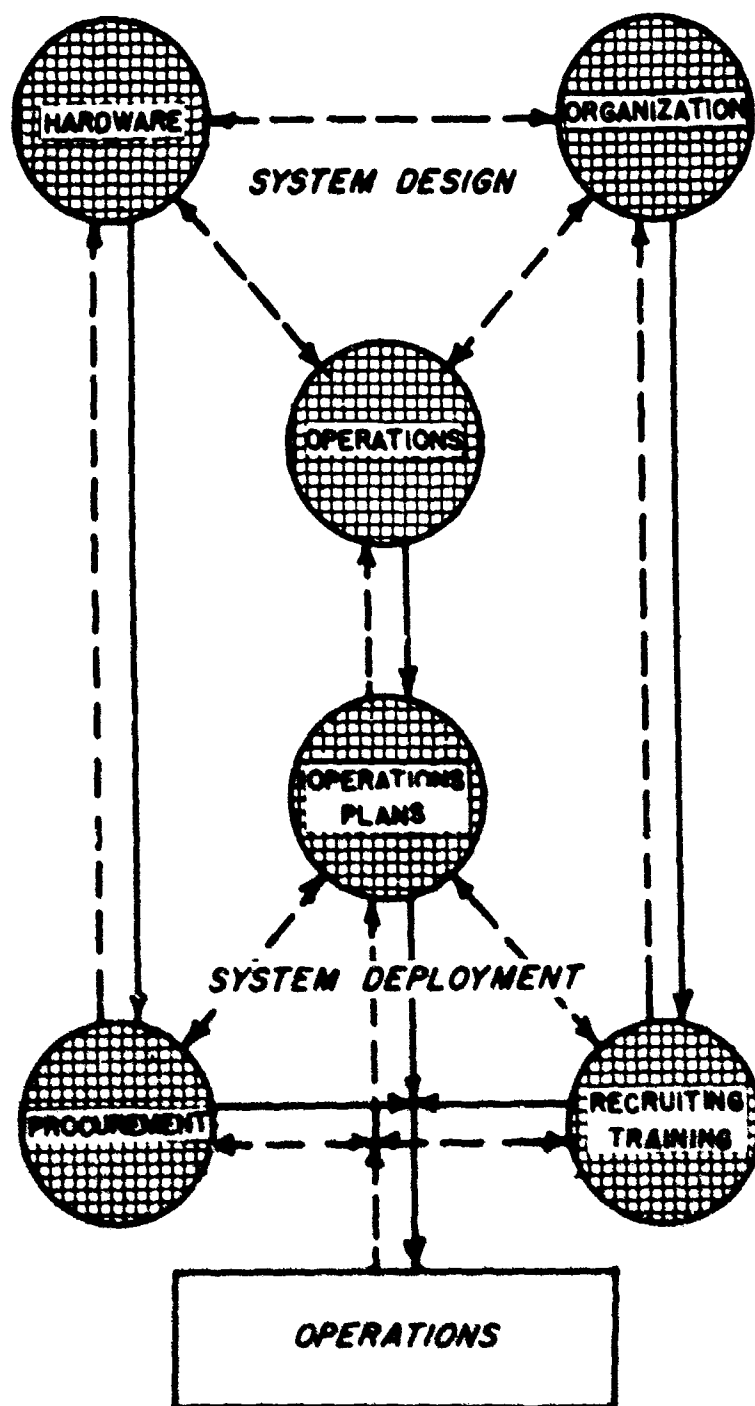 HARDWARE
ORGANIZATION
SYSTEM DESIGN
OPERATIONS
OPERATIONS
PLANS
SYSTEM DEPLOYMENT
PROCUREMENT
RECRUITING
TRAINING
OPERATIONS